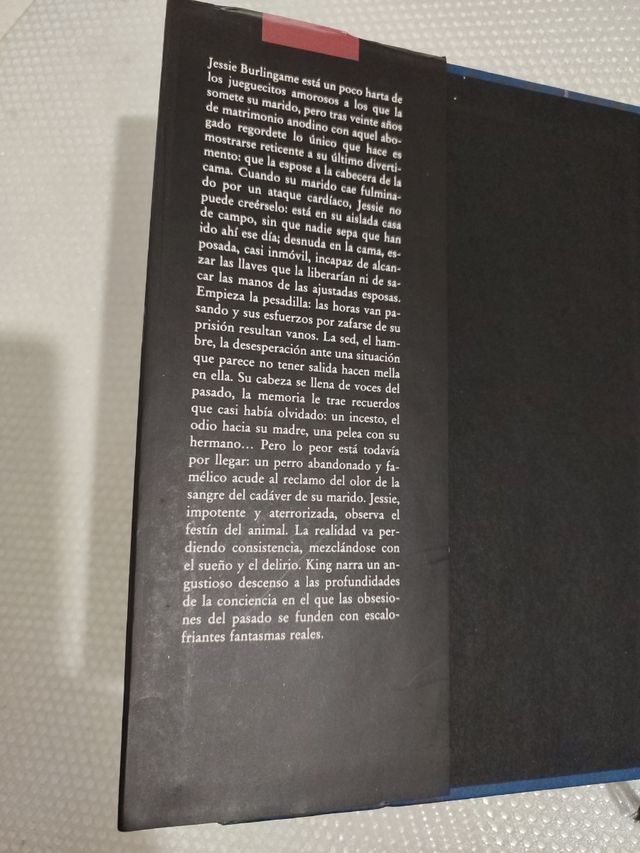 Jessie Burlingame está un poco harta de
los jueguecitos amorosos a los que la
somete su marido, pero tras veinte años
de matrimonio anodino con aquel abo-
gado regordete lo único que hace es
mostrarse reticente a su último diverti-
mento: que la espose a la cabecera de la
cama. Cuando su marido cae fulmina-
do por un ataque cardíaco, Jessie no
puede creérselo: está en su aislada casa
de campo, sin que nadie sepa que han
ido ahí ese día; desnuda en la cama, es-
posada, casi inmóvil, incapaz de alcan-
zar las llaves que la liberarían ni de sa-
car las manos de las ajustadas esposas.
Empieza la pesadilla: las horas van pa-
sando y sus esfuerzos por zafarse de su
prisión resultan vanos. La sed, el ham-
bre, la desesperación ante una situación
que parece no tener salida hacen mella
en ella. Su cabeza se llena de voces del
pasado, la memoria le trae recuerdos
que casi había olvidado: un incesto, el
odio hacia su madre, una pelea con su
hermano... Pero lo peor está todavía
por llegar: un perro abandonado y fa-
mélico acude al reclamo del olor de la
sangre del cadáver de su marido. Jessie,
impotente y aterrorizada, observa el
festín del animal. La realidad va per-
diendo consistencia, mezclándose con
el sueño y el delirio. King narra un an-
gustioso descenso a las profundidades
de la conciencia en el que las obsesio-
nes del pasado se funden con escalo-
friantes fantasmas reales.